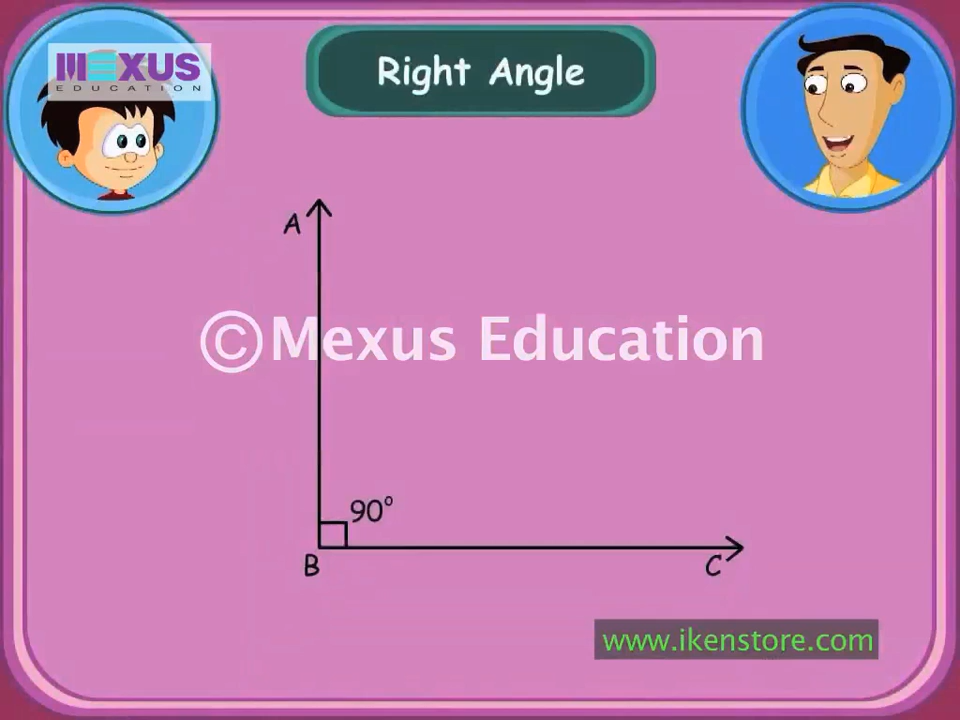 MEXUS
EDUCATION
Right Angle
A
©Mexus Education
90°
B
C
www.ikenstore.com